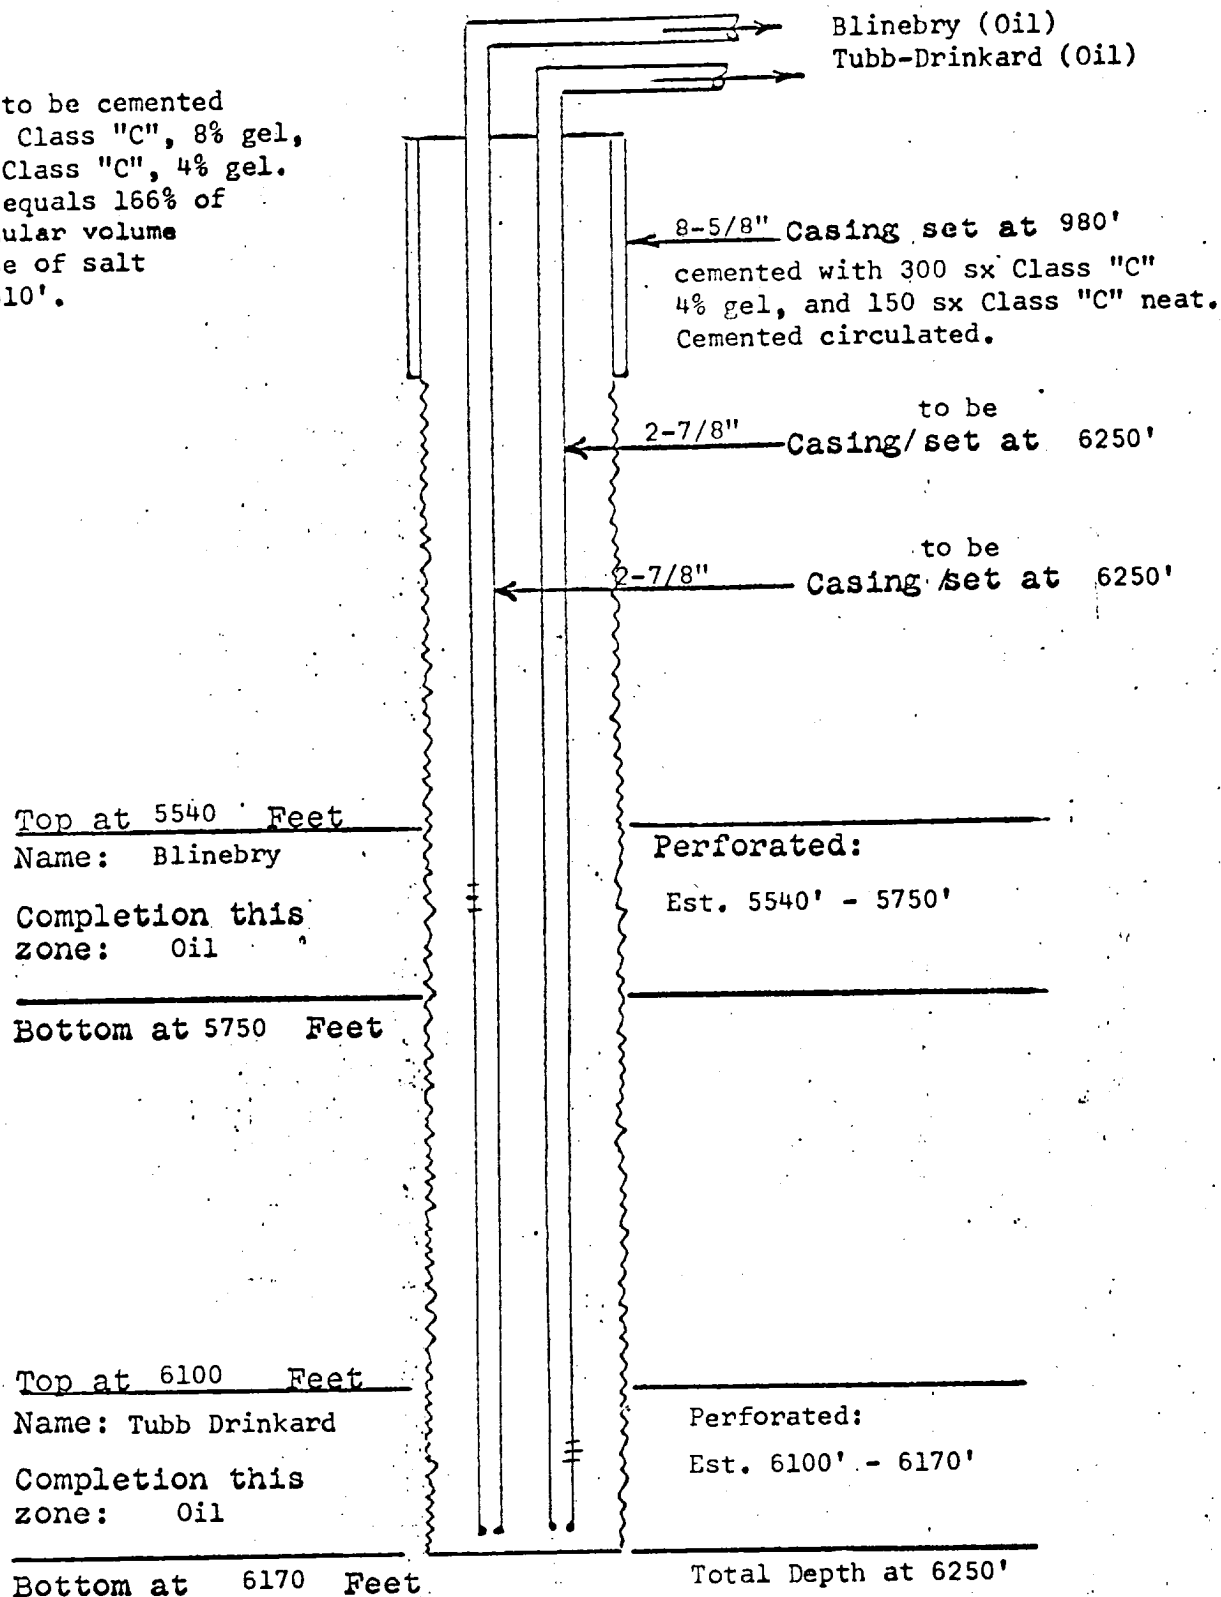 Blinebry (Oil)
Tubb-Drinkard (Oil)
to be cemented
Class "C", 8% gel,
Class "C", 4% gel.
equals 166% of
ular volume
e of salt
10'.
8-5/8" Casing set at 980'
cemented with 300 sx Class "C"
4% gel, and 150 sx Class "C" neat.
Cemented circulated.
to be
2-7/8" Casing/set at 6250'
to be
2-7/8" Casing/set at 6250'
Top at 5540 Feet
Name: Blinebry
Completion this
zone: Oil
Bottom at 5750 Feet
Perforated:
Est. 5540' - 5750'
Top at 6100 Feet
Name: Tubb Drinkard
Completion this
zone: Oil
Bottom at 6170 Feet
Perforated:
Est. 6100' - 6170'
Total Depth at 6250'